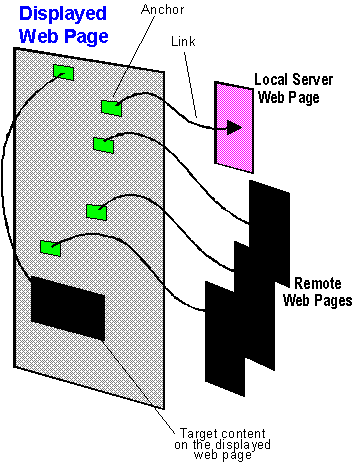 Displayed
Web Page
Anchor
Link
Local Server
Web Page
Remote
Web Pages
Target content
on the displayed
web page